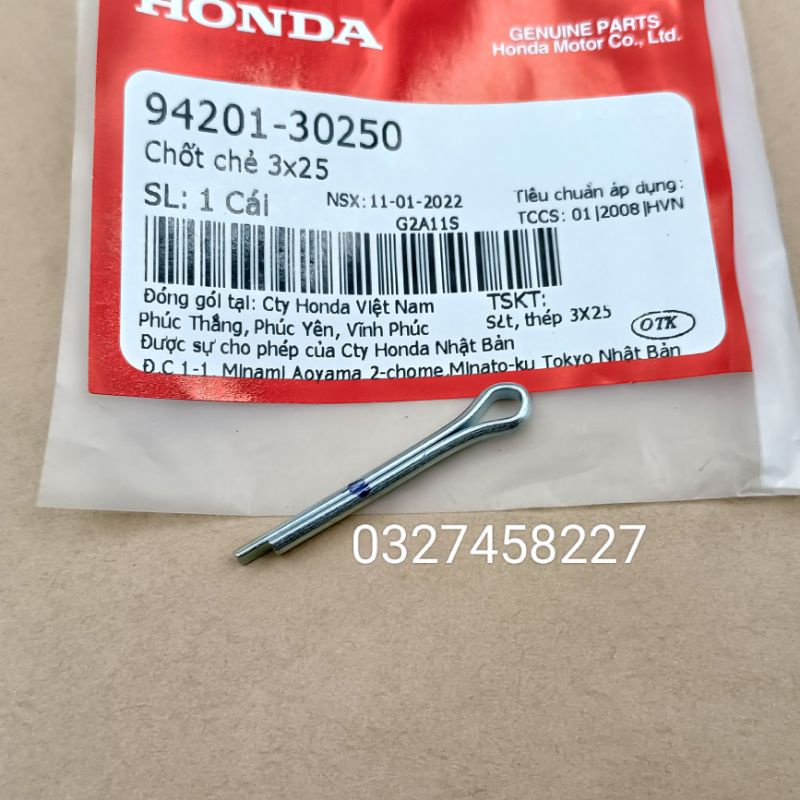 HONDA
GENUINE PARTS
Honda Motor Co., Ltd.
94201-30250
Chốt chẻ 3x25
SL: 1 Cái
NSX: 11-01-2022
Tiêu chuẩn áp dụng:
G2A11S
TCCS: 01|2008|HVN
Đóng gói tại: Cty Honda Việt Nam
TSKT:
Phúc Thắng, Phúc Yên, Vĩnh Phúc
Sắt, thép 3X25
OTK
Được sự cho phép của Cty Honda Nhật Bản
Đ.C 1-1, Minami Aoyama 2-chome,Minato-ku Tokyo Nhật Bản
0327458227